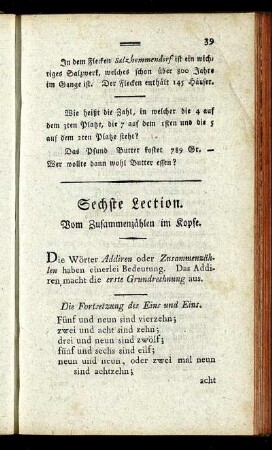 39
In dem Flecken Salzhemmendorf ist ein wich-
tiges Salzwerk, welches schon über 800 Jahre
im Gange ist. Der Flecken enthält 145 Häuser.
Wie heißt die Zahl, in welcher die 4 auf
dem 3ten Platze, die 7 auf dem 1sten und die 5
auf dem 2ten Platze steht?
Das Pfund Butter kostet 789 Gr. —
Wer wollte dann wohl Butter essen?
Sechste Lection.
Vom Zusammenzählen im Kopfe.
Die Wörter Addiren oder Zusammenzäh-
len haben einerlei Bedeutung. Das Addi-
ren macht die erste Grundrechnung aus.
Die Fortsetzung des Eins und Eins.
Fünf und neun sind vierzehn;
zwei und acht sind zehn;
drei und neun sind zwölf;
fünf und sechs sind eilf;
neun und neun, oder zwei mal neun
sind achtzehn;
acht